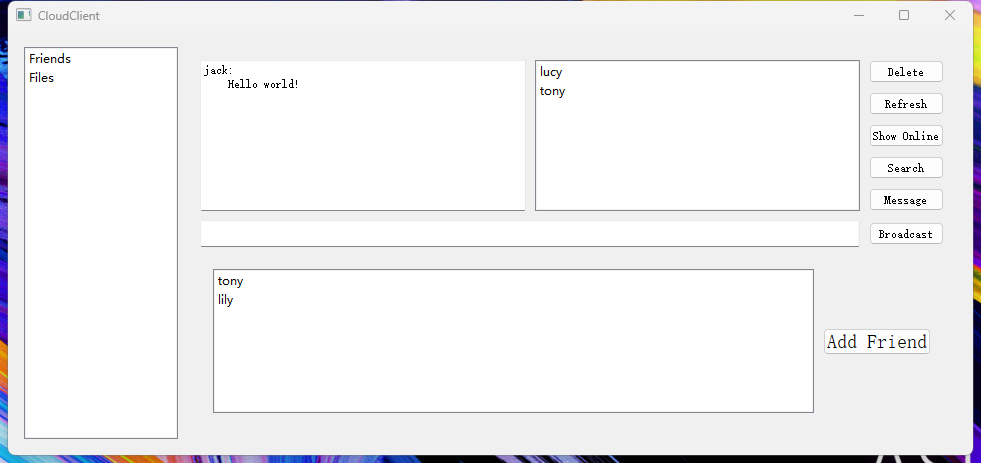 CloudClient
Friends
Files
jack:
Hello world!
lucy
tony
Delete
Refresh
Show Online
Search
Message
Broadcast
tony
lily
Add Friend